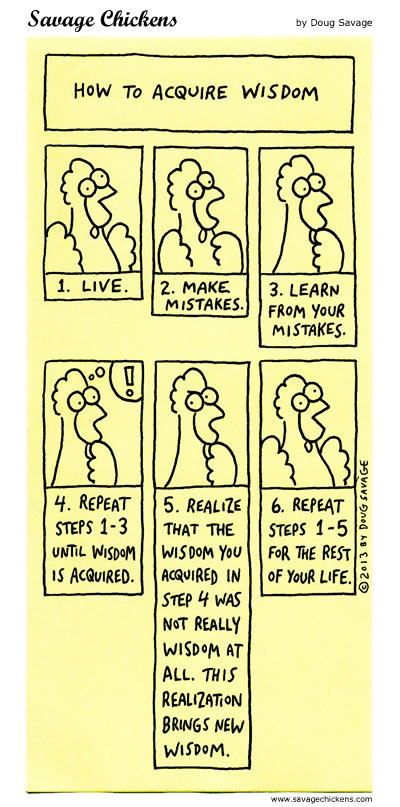 Savage Chickens
by Doug Savage
HOW TO ACQUIRE WISDOM
1. LIVE.
2. MAKE
MISTAKES.
3. LEARN
FROM YOUR
MISTAKES.
!
4. REPEAT
STEPS 1-3
UNTIL WISDOM
IS ACQUIRED.
5. REALIZE
THAT THE
WISDOM YOU
ACQUIRED IN
STEP 4 WAS
NOT REALLY
WISDOM AT
ALL. THIS
REALIZATION
BRINGS NEW
WISDOM.
6. REPEAT
STEPS 1-5
FOR THE REST
OF YOUR LIFE.
©2013 BY DOUG SAVAGE
www.savagechickens.com